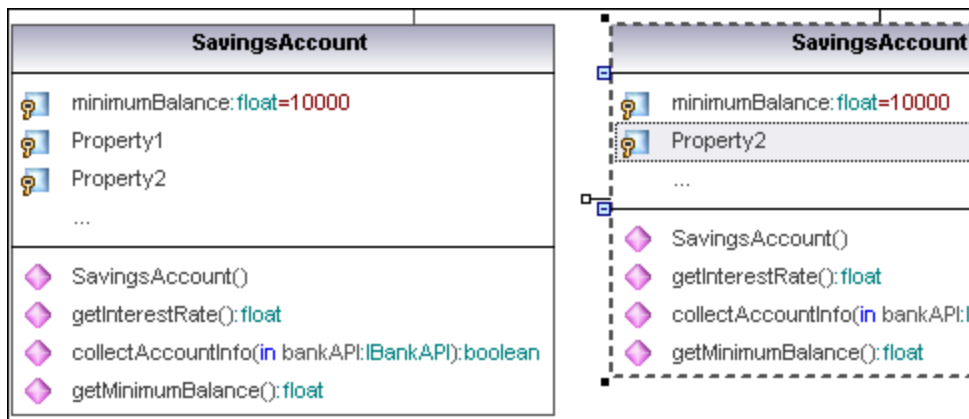 SavingsAccount
minimumBalance:float=10000
Property1
Property2
...
SavingsAccount()
getInterestRate():float
collectAccountInfo(in bankAPI:IBankAPI):boolean
getMinimumBalance():float
SavingsAccount
minimumBalance:float=10000
Property2
...
SavingsAccount()
getInterestRate():float
collectAccountInfo(in bankAPI:
getMinimumBalance():float